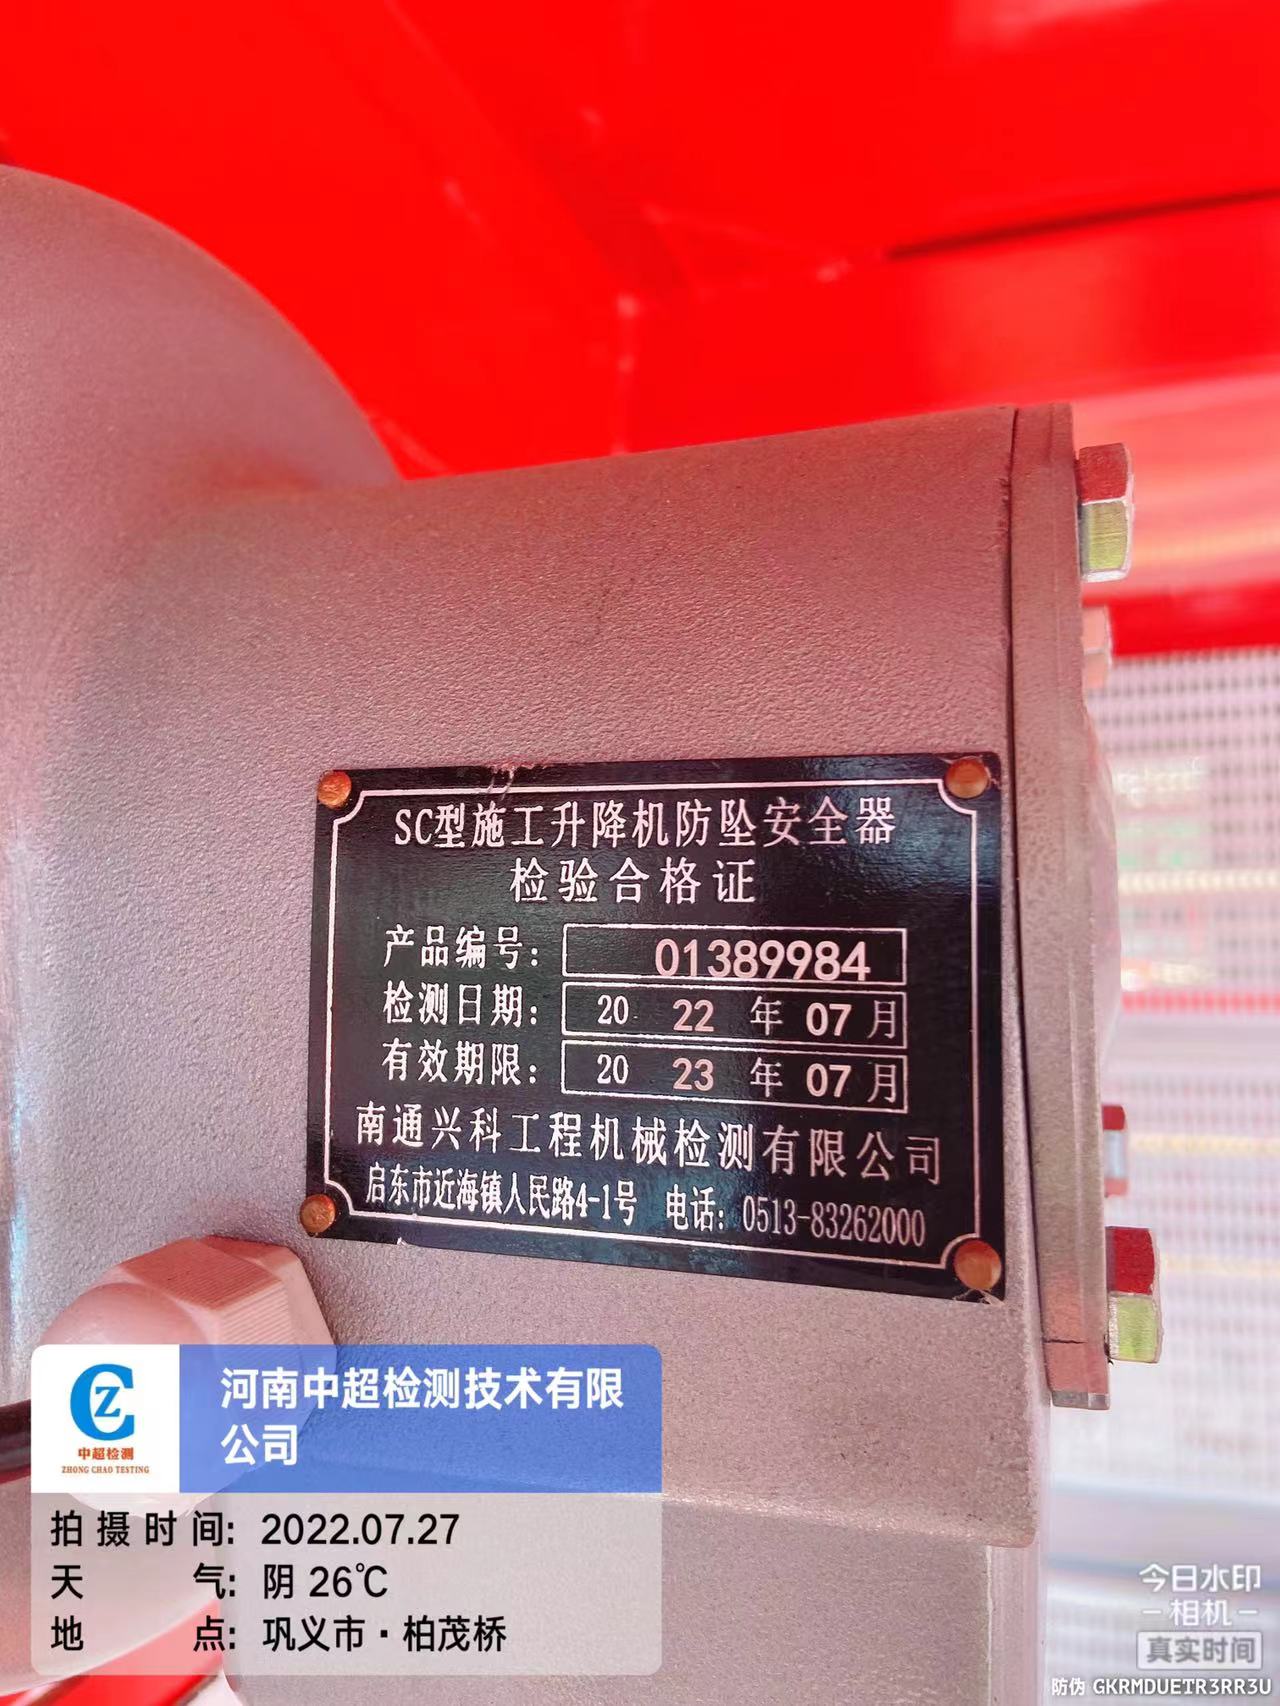 SC型施工升降机防坠安全器
检验合格证
产品编号: 01389984
检测日期: 20 22 年 07 月
有效期限: 20 23 年 07 月
南通兴科工程机械检测有限公司
启东市近海镇人民路4-1号 电话: 0513-83262000
CZ
中超检测
ZHONG CHAO TESTING
河南中超检测技术有限
公司
拍摄时间: 2022.07.27
天气: 阴 26℃
地点: 巩义市·柏茂桥
今日水印
-相机-
真实时间
防伪 GKRMDUETR3RR3U